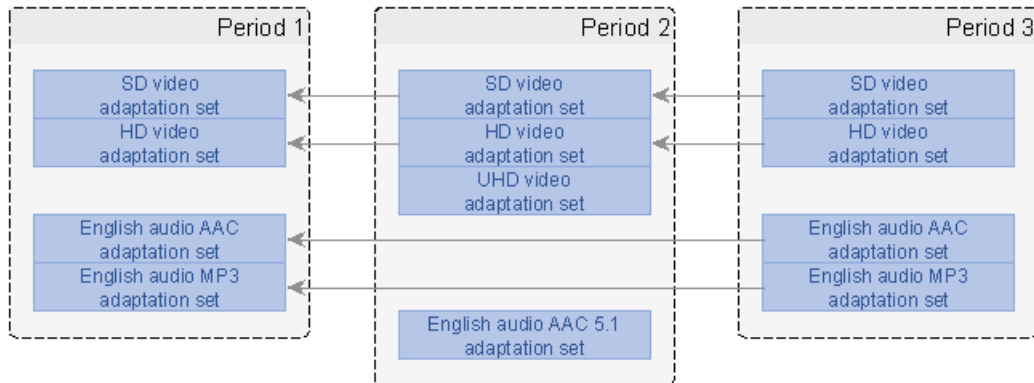 Period 1
SD video
adaptation set
HD video
adaptation set
English audio AAC
adaptation set
English audio MP3
adaptation set
Period 2
SD video
adaptation set
HD video
adaptation set
UHD video
adaptation set
English audio AAC 5.1
adaptation set
Period 3
SD video
adaptation set
HD video
adaptation set
English audio AAC
adaptation set
English audio MP3
adaptation set